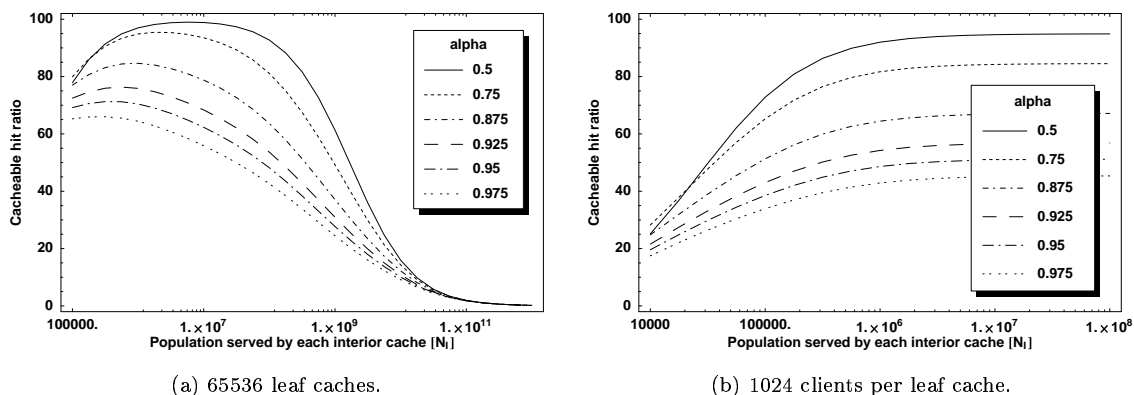 100
80
60
40
20
0
Cacheable hit ratio
alpha
0.5
0.75
0.875
0.925
0.95
0.975
100000. 1.×10^7 1.×10^9 1.×10^11
Population served by each interior cache [N_I]
(a) 65536 leaf caches.
100
80
60
40
20
0
Cacheable hit ratio
alpha
0.5
0.75
0.875
0.925
0.95
0.975
10000 100000. 1.×10^6 1.×10^7 1.×10^8
Population served by each interior cache [N_I]
(b) 1024 clients per leaf cache.